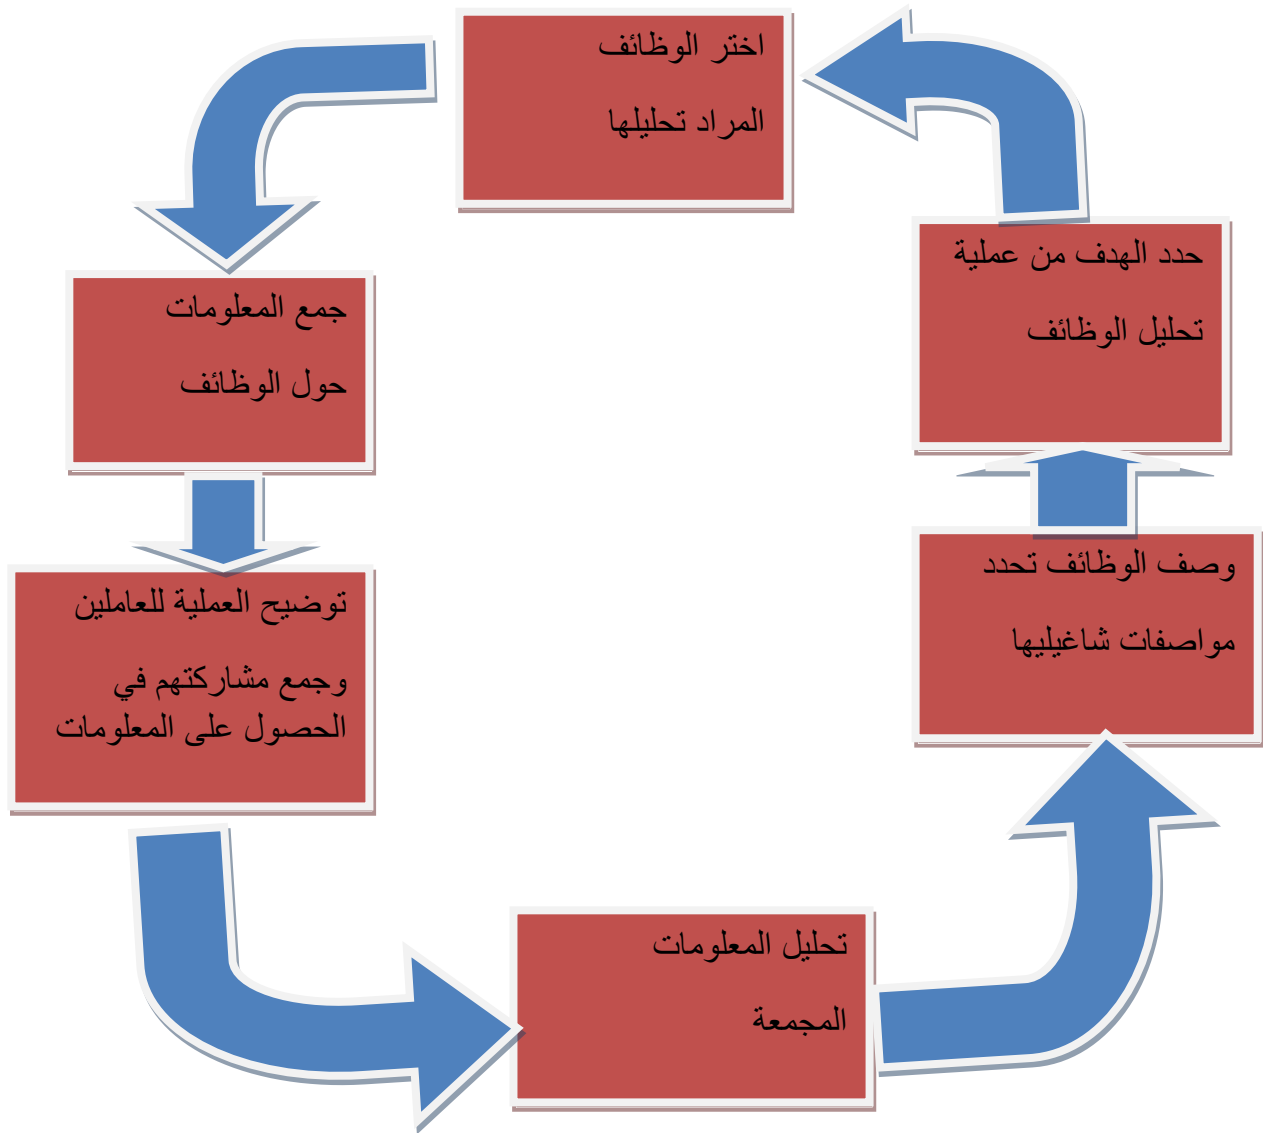 اختر الوظائف
المراد تحليلها
حدد الهدف من عملية
تحليل الوظائف
جمع المعلومات
حول الوظائف
وصف الوظائف تحدد
مواصفات شاغيليها
توضيح العملية للعاملين
وجمع مشاركتهم في
الحصول على المعلومات
تحليل المعلومات
المجمعة